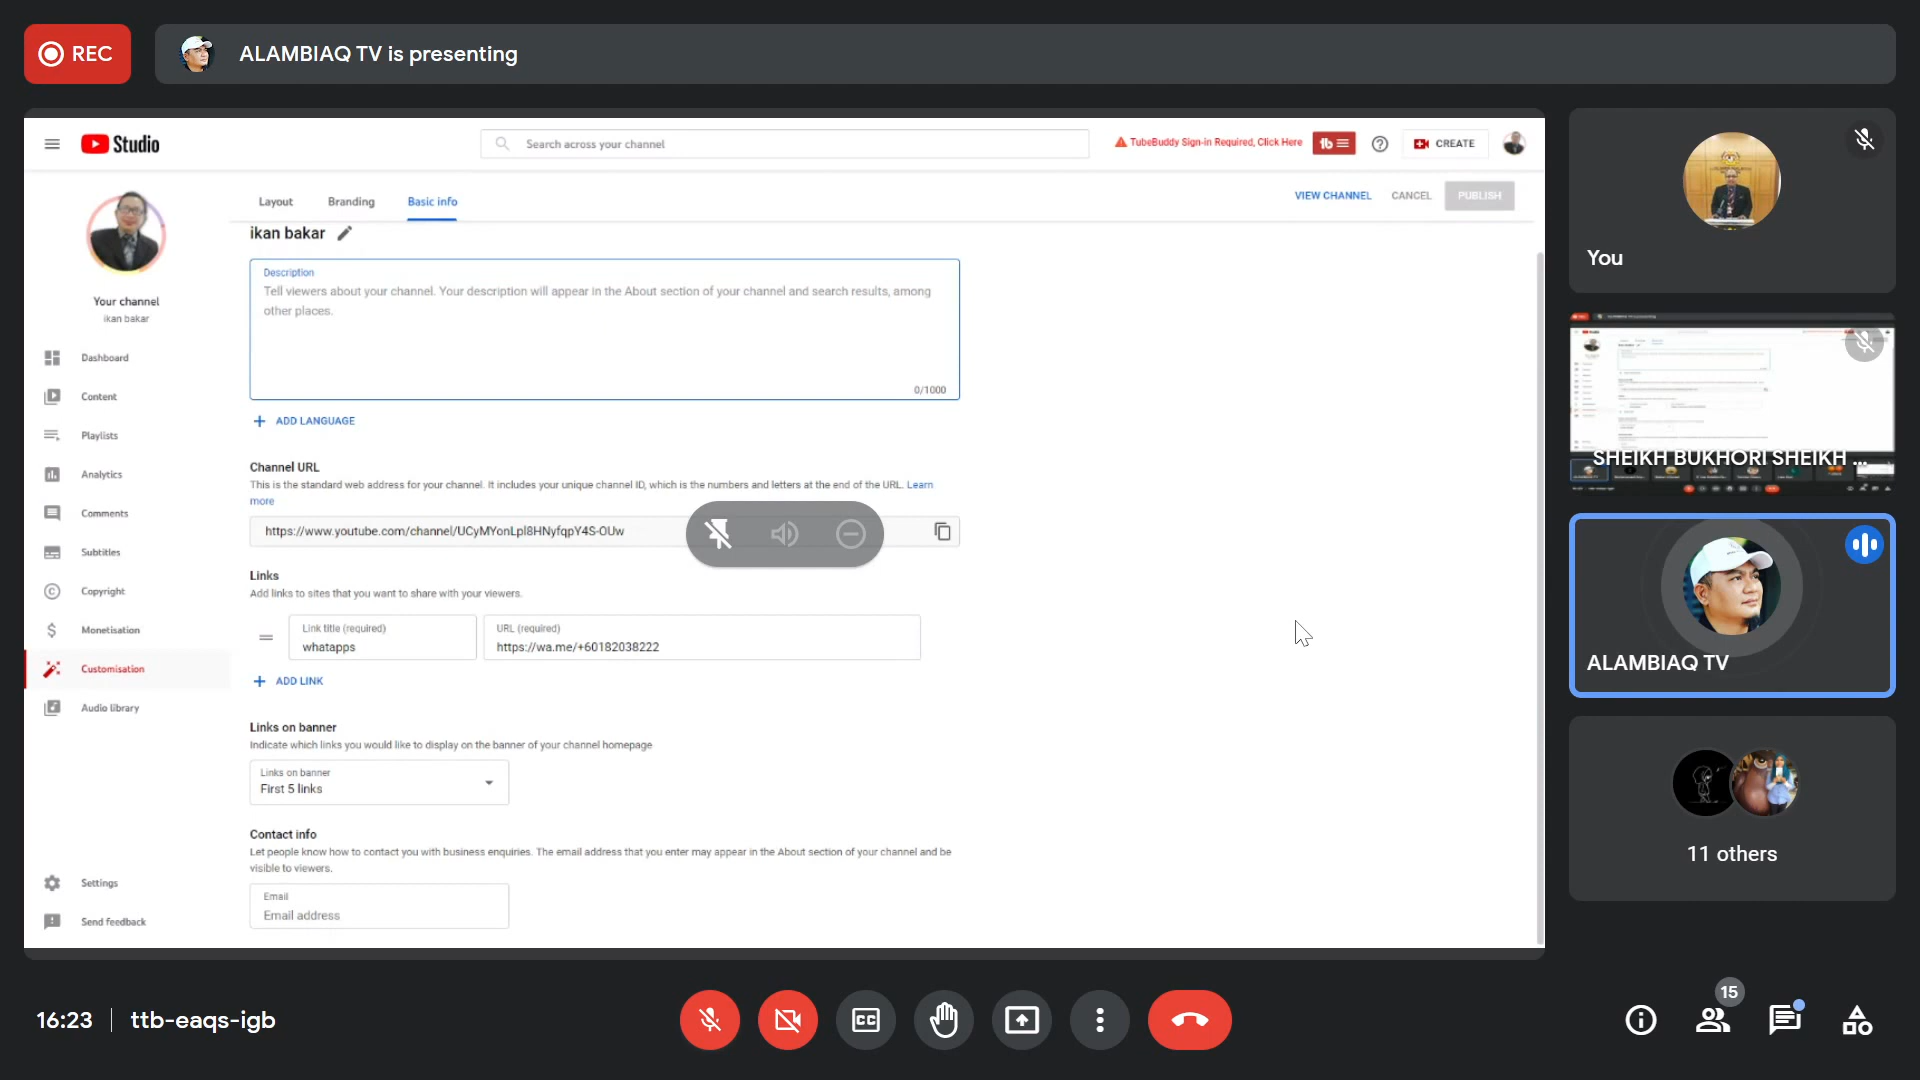 REC
ALAMBIAQ TV is presenting
Studio
Search across your channel
TubeBuddy Sign-in Required, Click Here
tb
CREATE
Layout
Branding
Basic info
VIEW CHANNEL
CANCEL
PUBLISH
ikan bakar
Description
Tell viewers about your channel. Your description will appear in the About section of your channel and search results, among
other places.
0/1000
ADD LANGUAGE
Your channel
ikan bakar
Dashboard
Content
Playlists
Analytics
Comments
Subtitles
Copyright
Monetisation
Customisation
Audio library
Settings
Send feedback
Channel URL
This is the standard web address for your channel. It includes your unique channel ID, which is the numbers and letters at the end of the URL. Learn
more
https://www.youtube.com/channel/UCyMYonLpl8HNyfqpY4S-OUw
Links
Add links to sites that you want to share with your viewers.
Link title (required)
whatapps
URL (required)
https://wa.me/+60182038222
ADD LINK
Links on banner
Indicate which links you would like to display on the banner of your channel homepage
Links on banner
First 5 links
Contact info
Let people know how to contact you with business enquiries. The email address that you enter may appear in the About section of your channel and be
visible to viewers.
Email
Email address
You
SHEIKH BUKHORI SHEIKH ...
ALAMBIAQ TV
11 others
16:23
ttb-eaqs-igb
CC
15